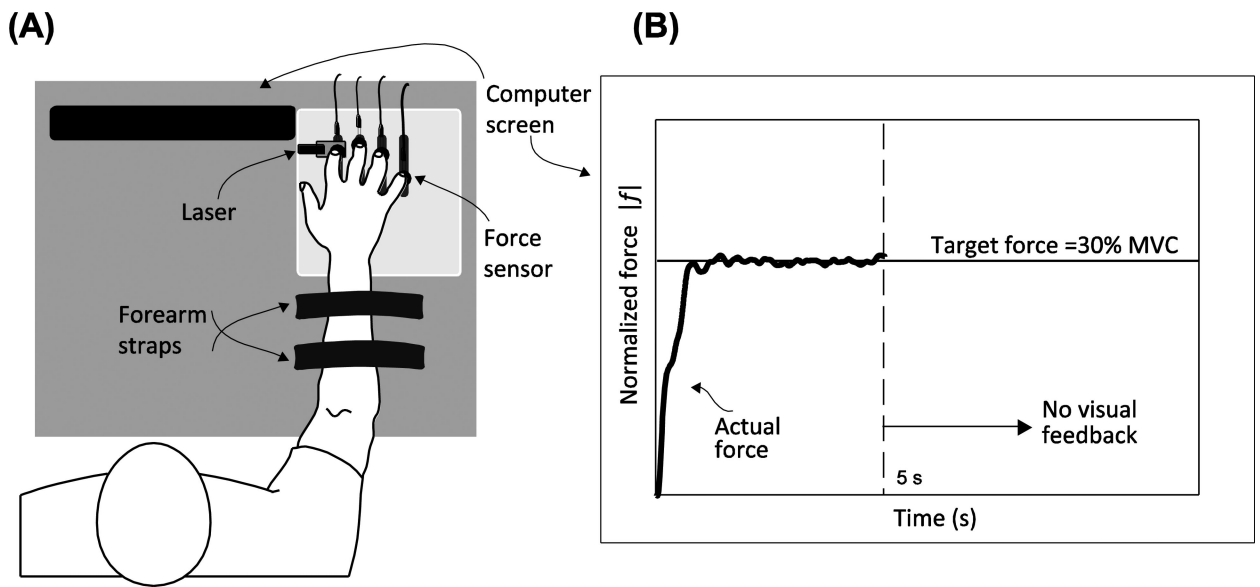 (A)
Computer
screen
Laser
Force
sensor
Forearm
straps
(B)
Normalized force |f|
Target force =30% MVC
Actual
force
No visual
feedback
5 s
Time (s)